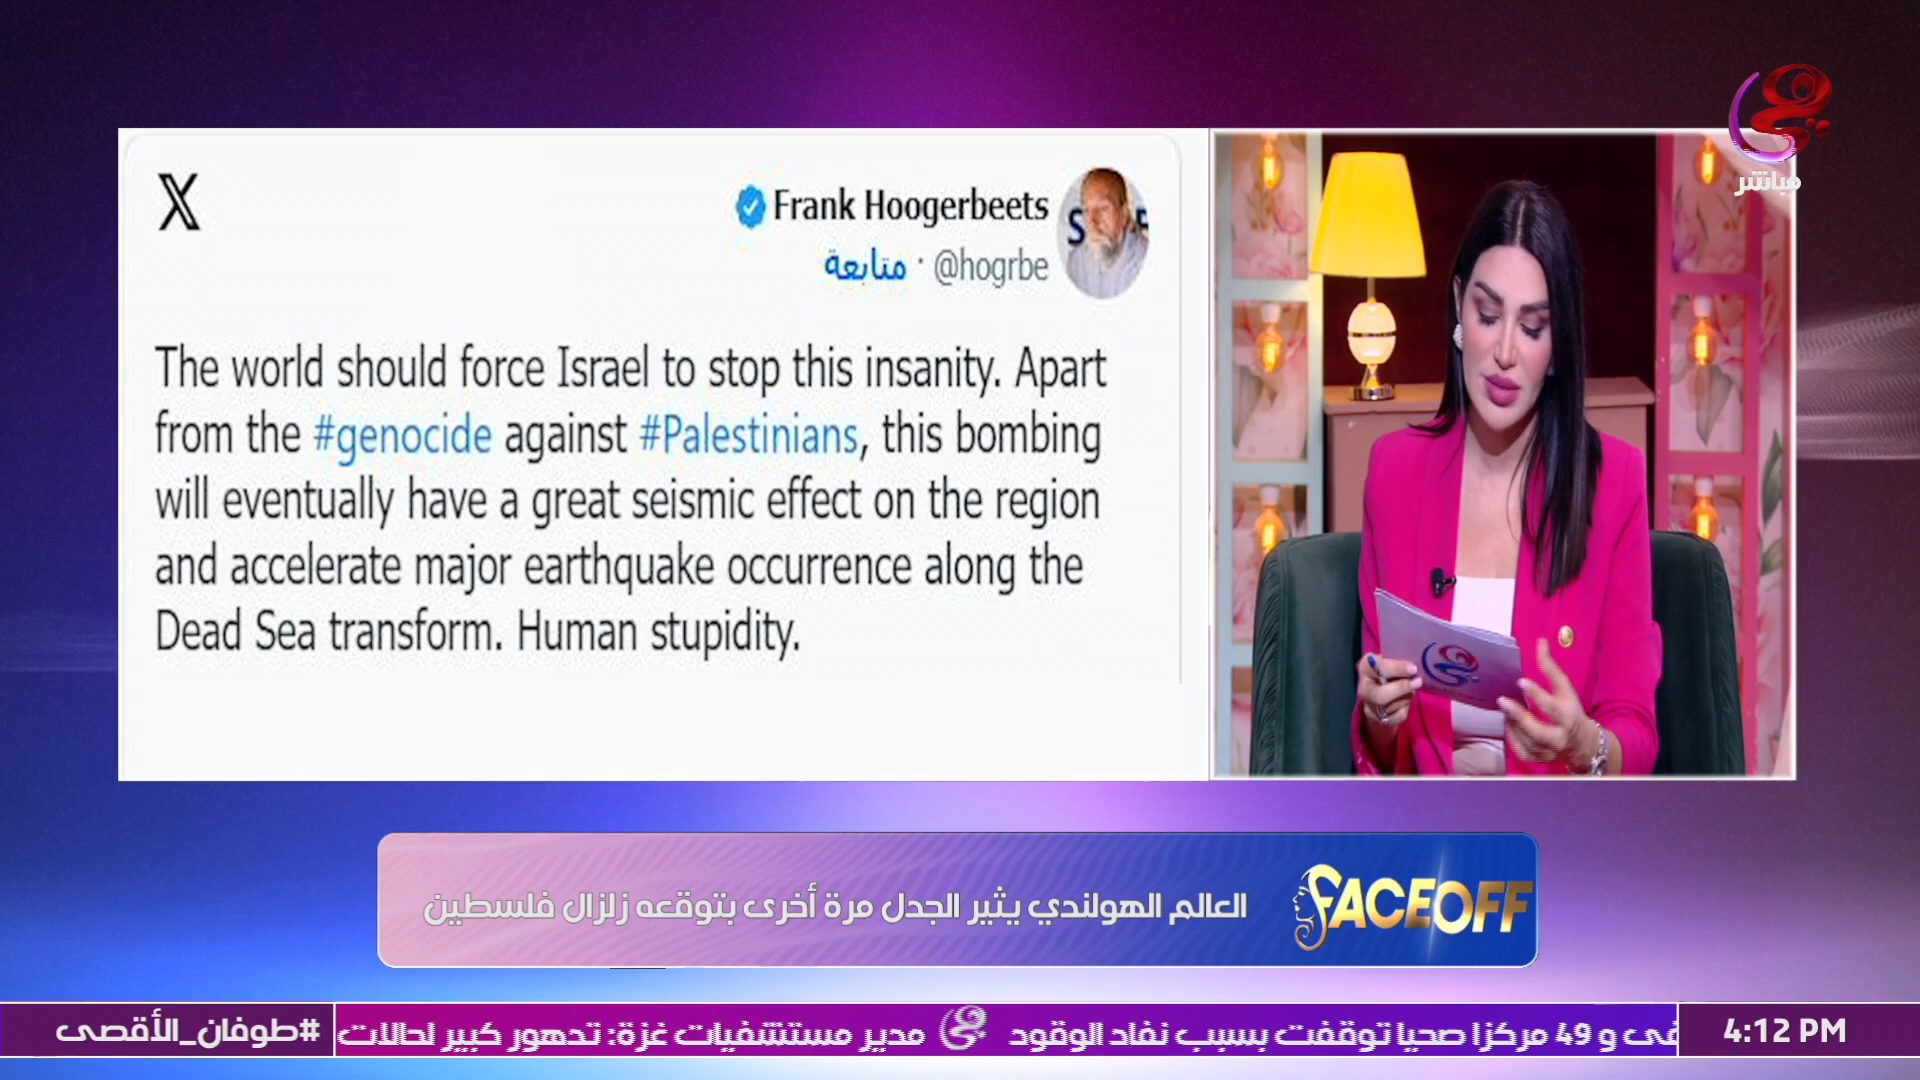 مباشر
Frank Hoogerbeets
@hogrbe · متابعة
The world should force Israel to stop this insanity. Apart
from the #genocide against #Palestinians, this bombing
will eventually have a great seismic effect on the region
and accelerate major earthquake occurrence along the
Dead Sea transform. Human stupidity.
FACEOFF
العالم الهولندي يثير الجدل مرة أخرى بتوقعه زلزال فلسطين
4:12 PM
و 49 مركزا صحيا توقفت بسبب نفاد الوقود
مدير مستشفيات غزة: تدهور كبير لحالات
#طوفان_الأقصى